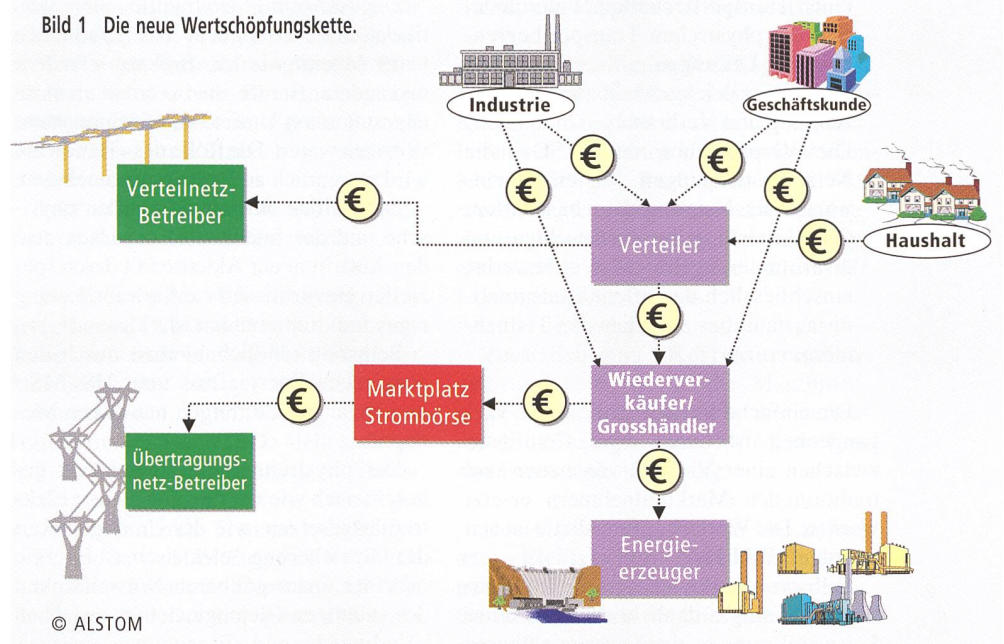 Bild 1 Die neue Wertschöpfungskette.
Industrie
Geschäftskunde
Verteilnetz-
Betreiber
€
€
€
€
Verteiler
€
Haushalt
€
Marktplatz
Strombörse
€
€
Wiederver-
käufer/
Grosshändler
Übertragungs-
netz-Betreiber
€
Energie-
erzeuger
© ALSTOM